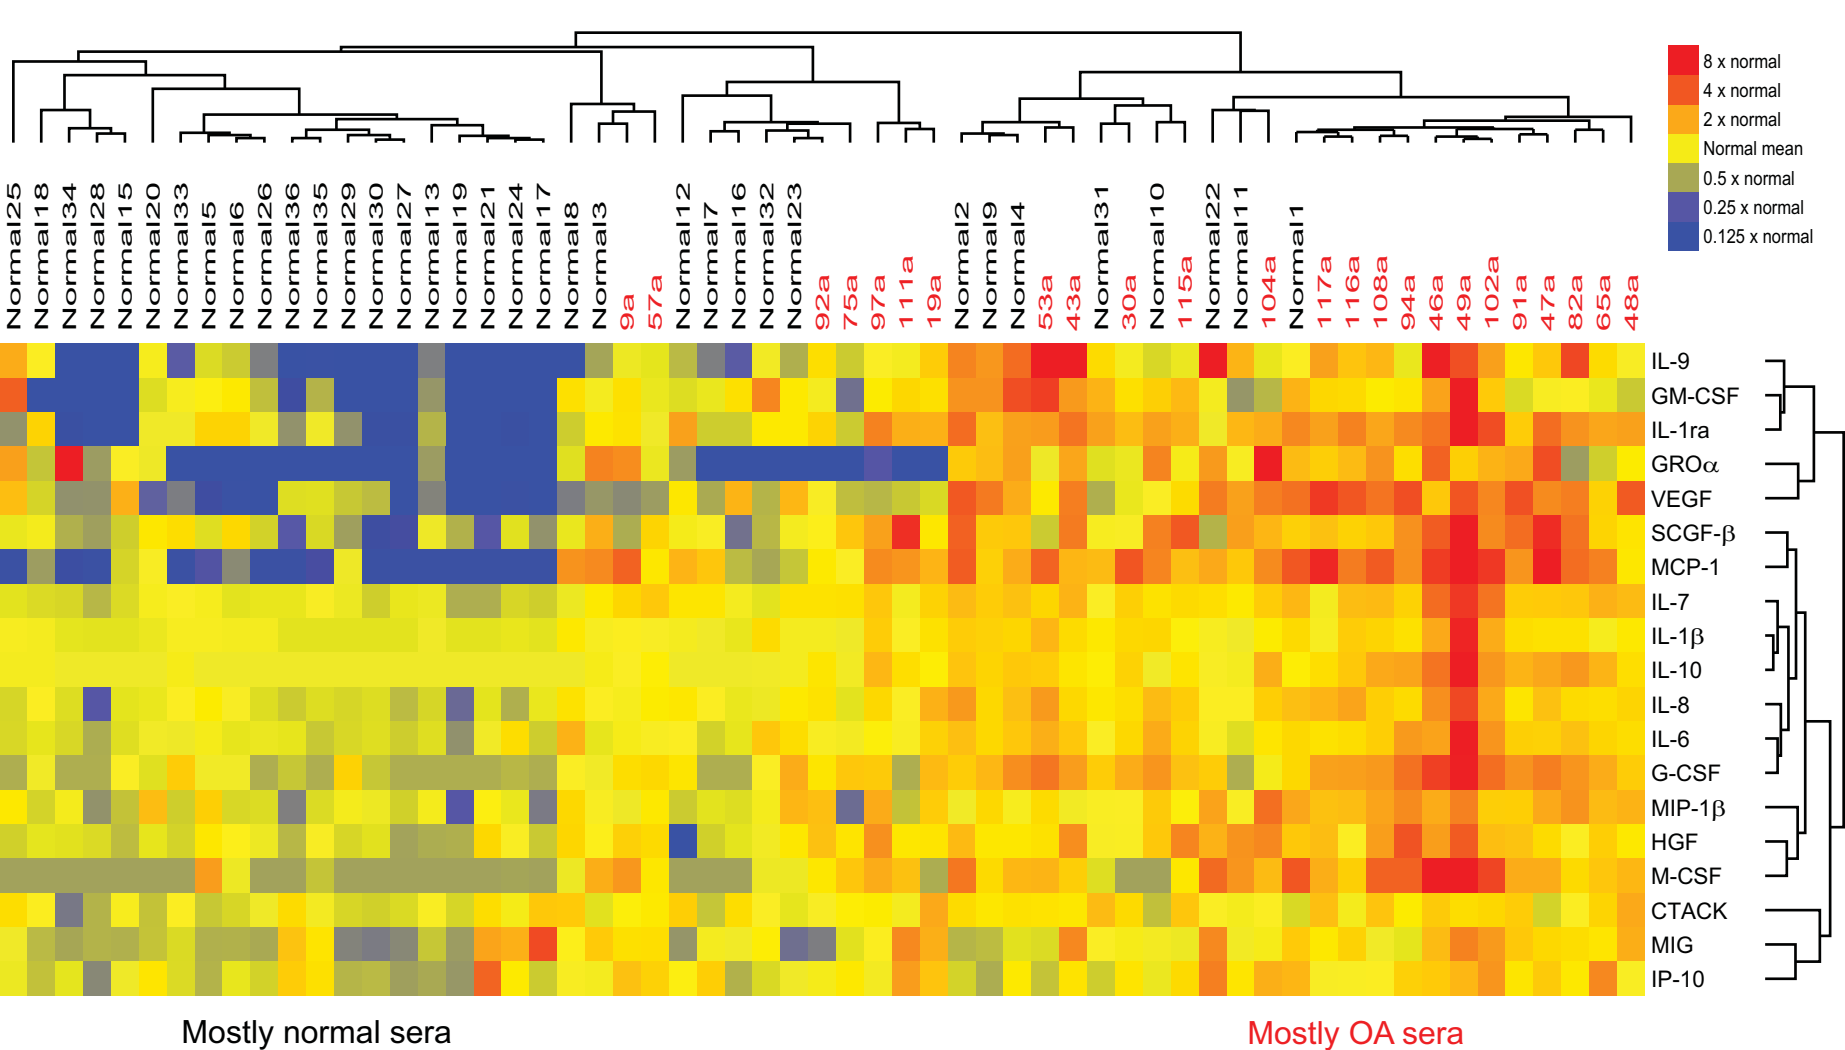 8 x normal
4 x normal
2 x normal
Normal mean
0.5 x normal
0.25 x normal
0.125 x normal
Normal25
Normal18
Normal34
Normal28
Normal15
Normal20
Normal33
Normal5
Normal6
Normal26
Normal36
Normal35
Normal29
Normal30
Normal27
Normal13
Normal19
Normal21
Normal24
Normal17
Normal8
Normal3
9a
57a
Normal12
Normal7
Normal16
Normal32
Normal23
92a
75a
97a
111a
19a
Normal2
Normal9
Normal4
53a
43a
Normal31
30a
Normal10
115a
Normal22
Normal11
104a
Normal1
117a
116a
108a
94a
46a
49a
102a
91a
47a
82a
65a
48a
IL-9
GM-CSF
IL-1ra
GROα
VEGF
SCGF-β
MCP-1
IL-7
IL-1β
IL-10
IL-8
IL-6
G-CSF
MIP-1β
HGF
M-CSF
CTACK
MIG
IP-10
Mostly normal sera
Mostly OA sera